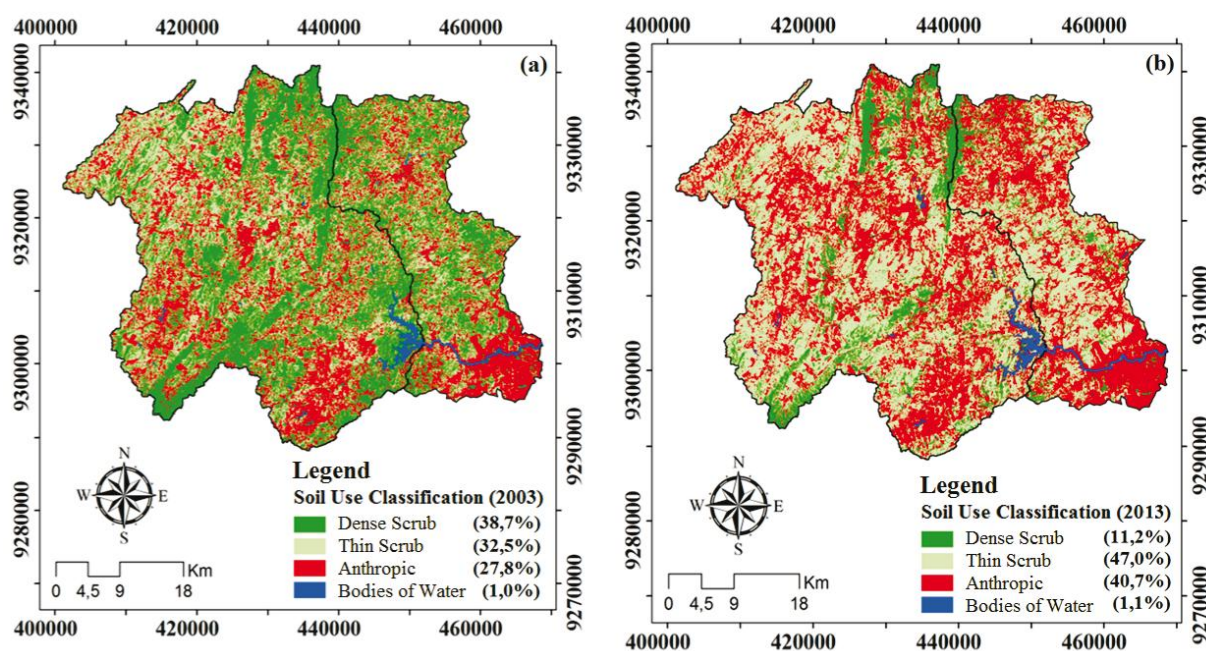 400000 420000 440000 460000
(a)
9340000
9330000
9320000
9310000
9300000
9290000
9280000
9270000
N
W E
S
0 4,5 9 18 Km
Legend
Soil Use Classification (2003)
Dense Scrub (38,7%)
Thin Scrub (32,5%)
Anthropic (27,8%)
Bodies of Water (1,0%)
400000 420000 440000 460000
400000 420000 440000 460000
(b)
9340000
9330000
9320000
9310000
9300000
9290000
9280000
9270000
N
W E
S
0 4,5 9 18 Km
Legend
Soil Use Classification (2013)
Dense Scrub (11,2%)
Thin Scrub (47,0%)
Anthropic (40,7%)
Bodies of Water (1,1%)
400000 420000 440000 460000